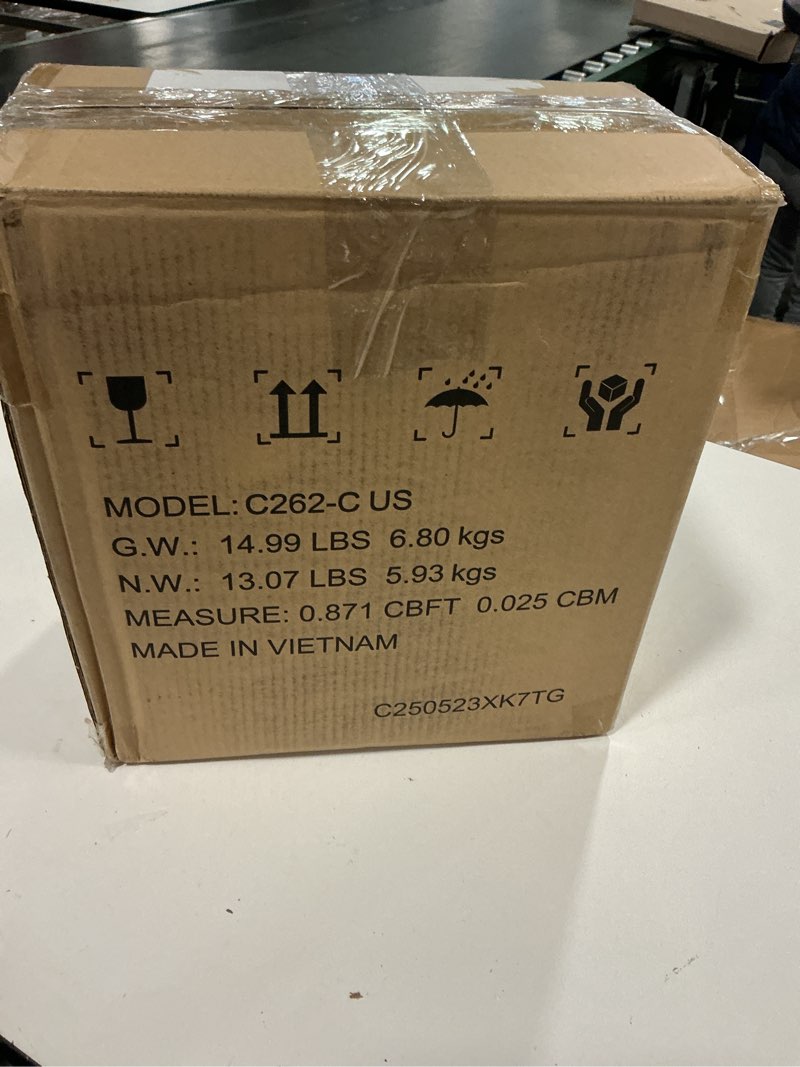 MODEL: C262-C US
G.W.: 14.99 LBS 6.80 kgs
N.W.: 13.07 LBS 5.93 kgs
MEASURE: 0.871 CBFT 0.025 CBM
MADE IN VIETNAM
C250523XK7TG